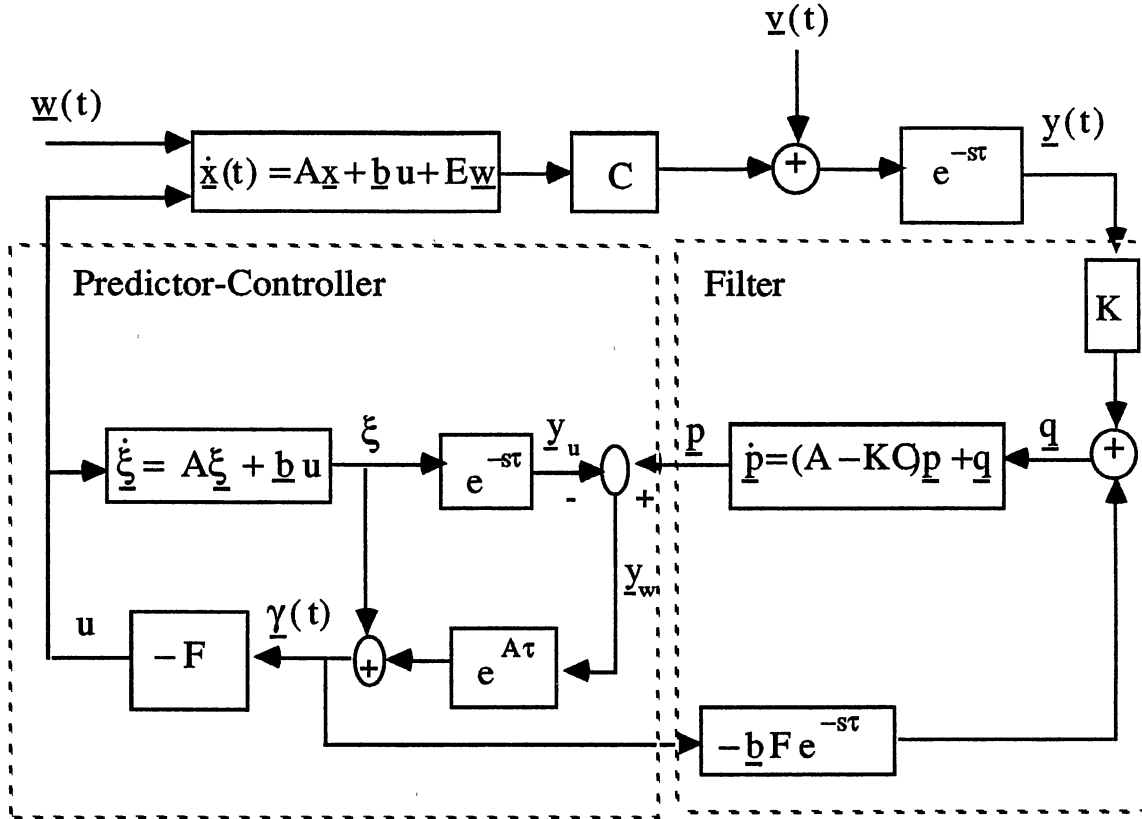 v(t)
w(t)
ẋ(t) =Ax+b u+Ew
C
+
e^-sτ
y(t)
Predictor-Controller
Filter
K
ξ̇= Aξ+b u
ξ
e^-sτ
y_u
-
+
p
ṗ=(A-KC)p+q
q
+
y_w
u
-F
γ(t)
+
e^Aτ
-bFe^-sτ